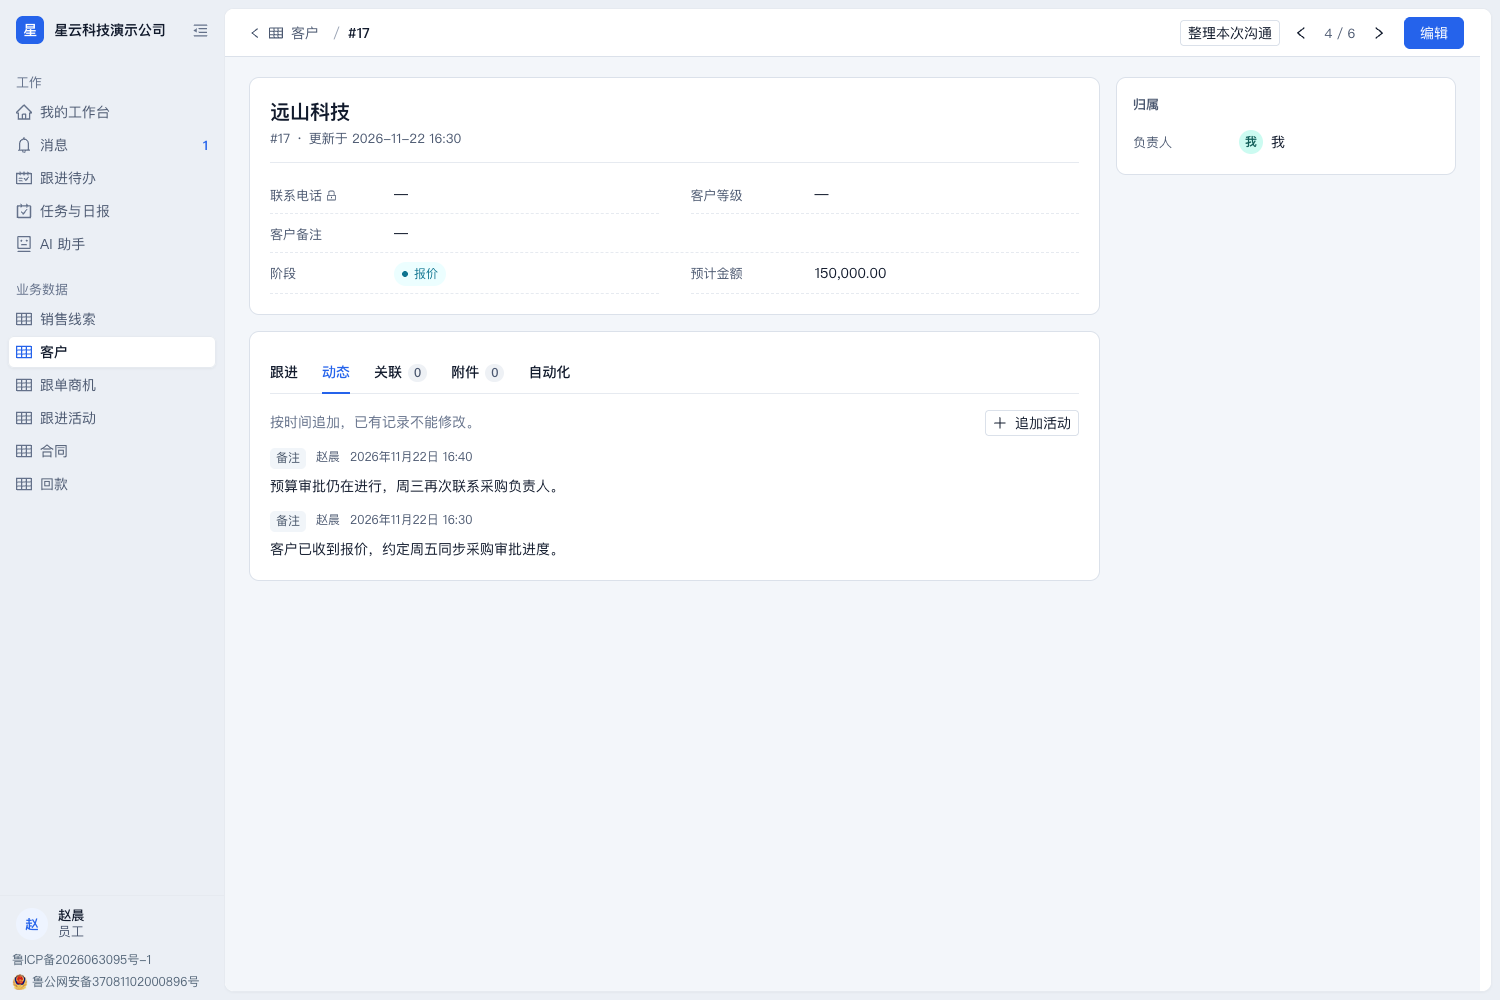 星 星云科技演示公司
工作
我的工作台
消息 1
跟进待办
任务与日报
AI 助手
业务数据
销售线索
客户
跟单商机
跟进活动
合同
回款
赵 赵晨
员工
鲁ICP备2026063095号-1
鲁公网安备37081102000896号
客户 / #17 整理本次沟通 4 / 6 编辑
远山科技
#17 · 更新于 2026-11-22 16:30
联系电话 — 客户等级 —
客户备注 —
阶段 报价 预计金额 150,000.00
跟进 动态 关联 0 附件 0 自动化
按时间追加，已有记录不能修改。 追加活动
备注 赵晨 2026年11月22日 16:40
预算审批仍在进行，周三再次联系采购负责人。
备注 赵晨 2026年11月22日 16:30
客户已收到报价，约定周五同步采购审批进度。
归属
负责人 我 我